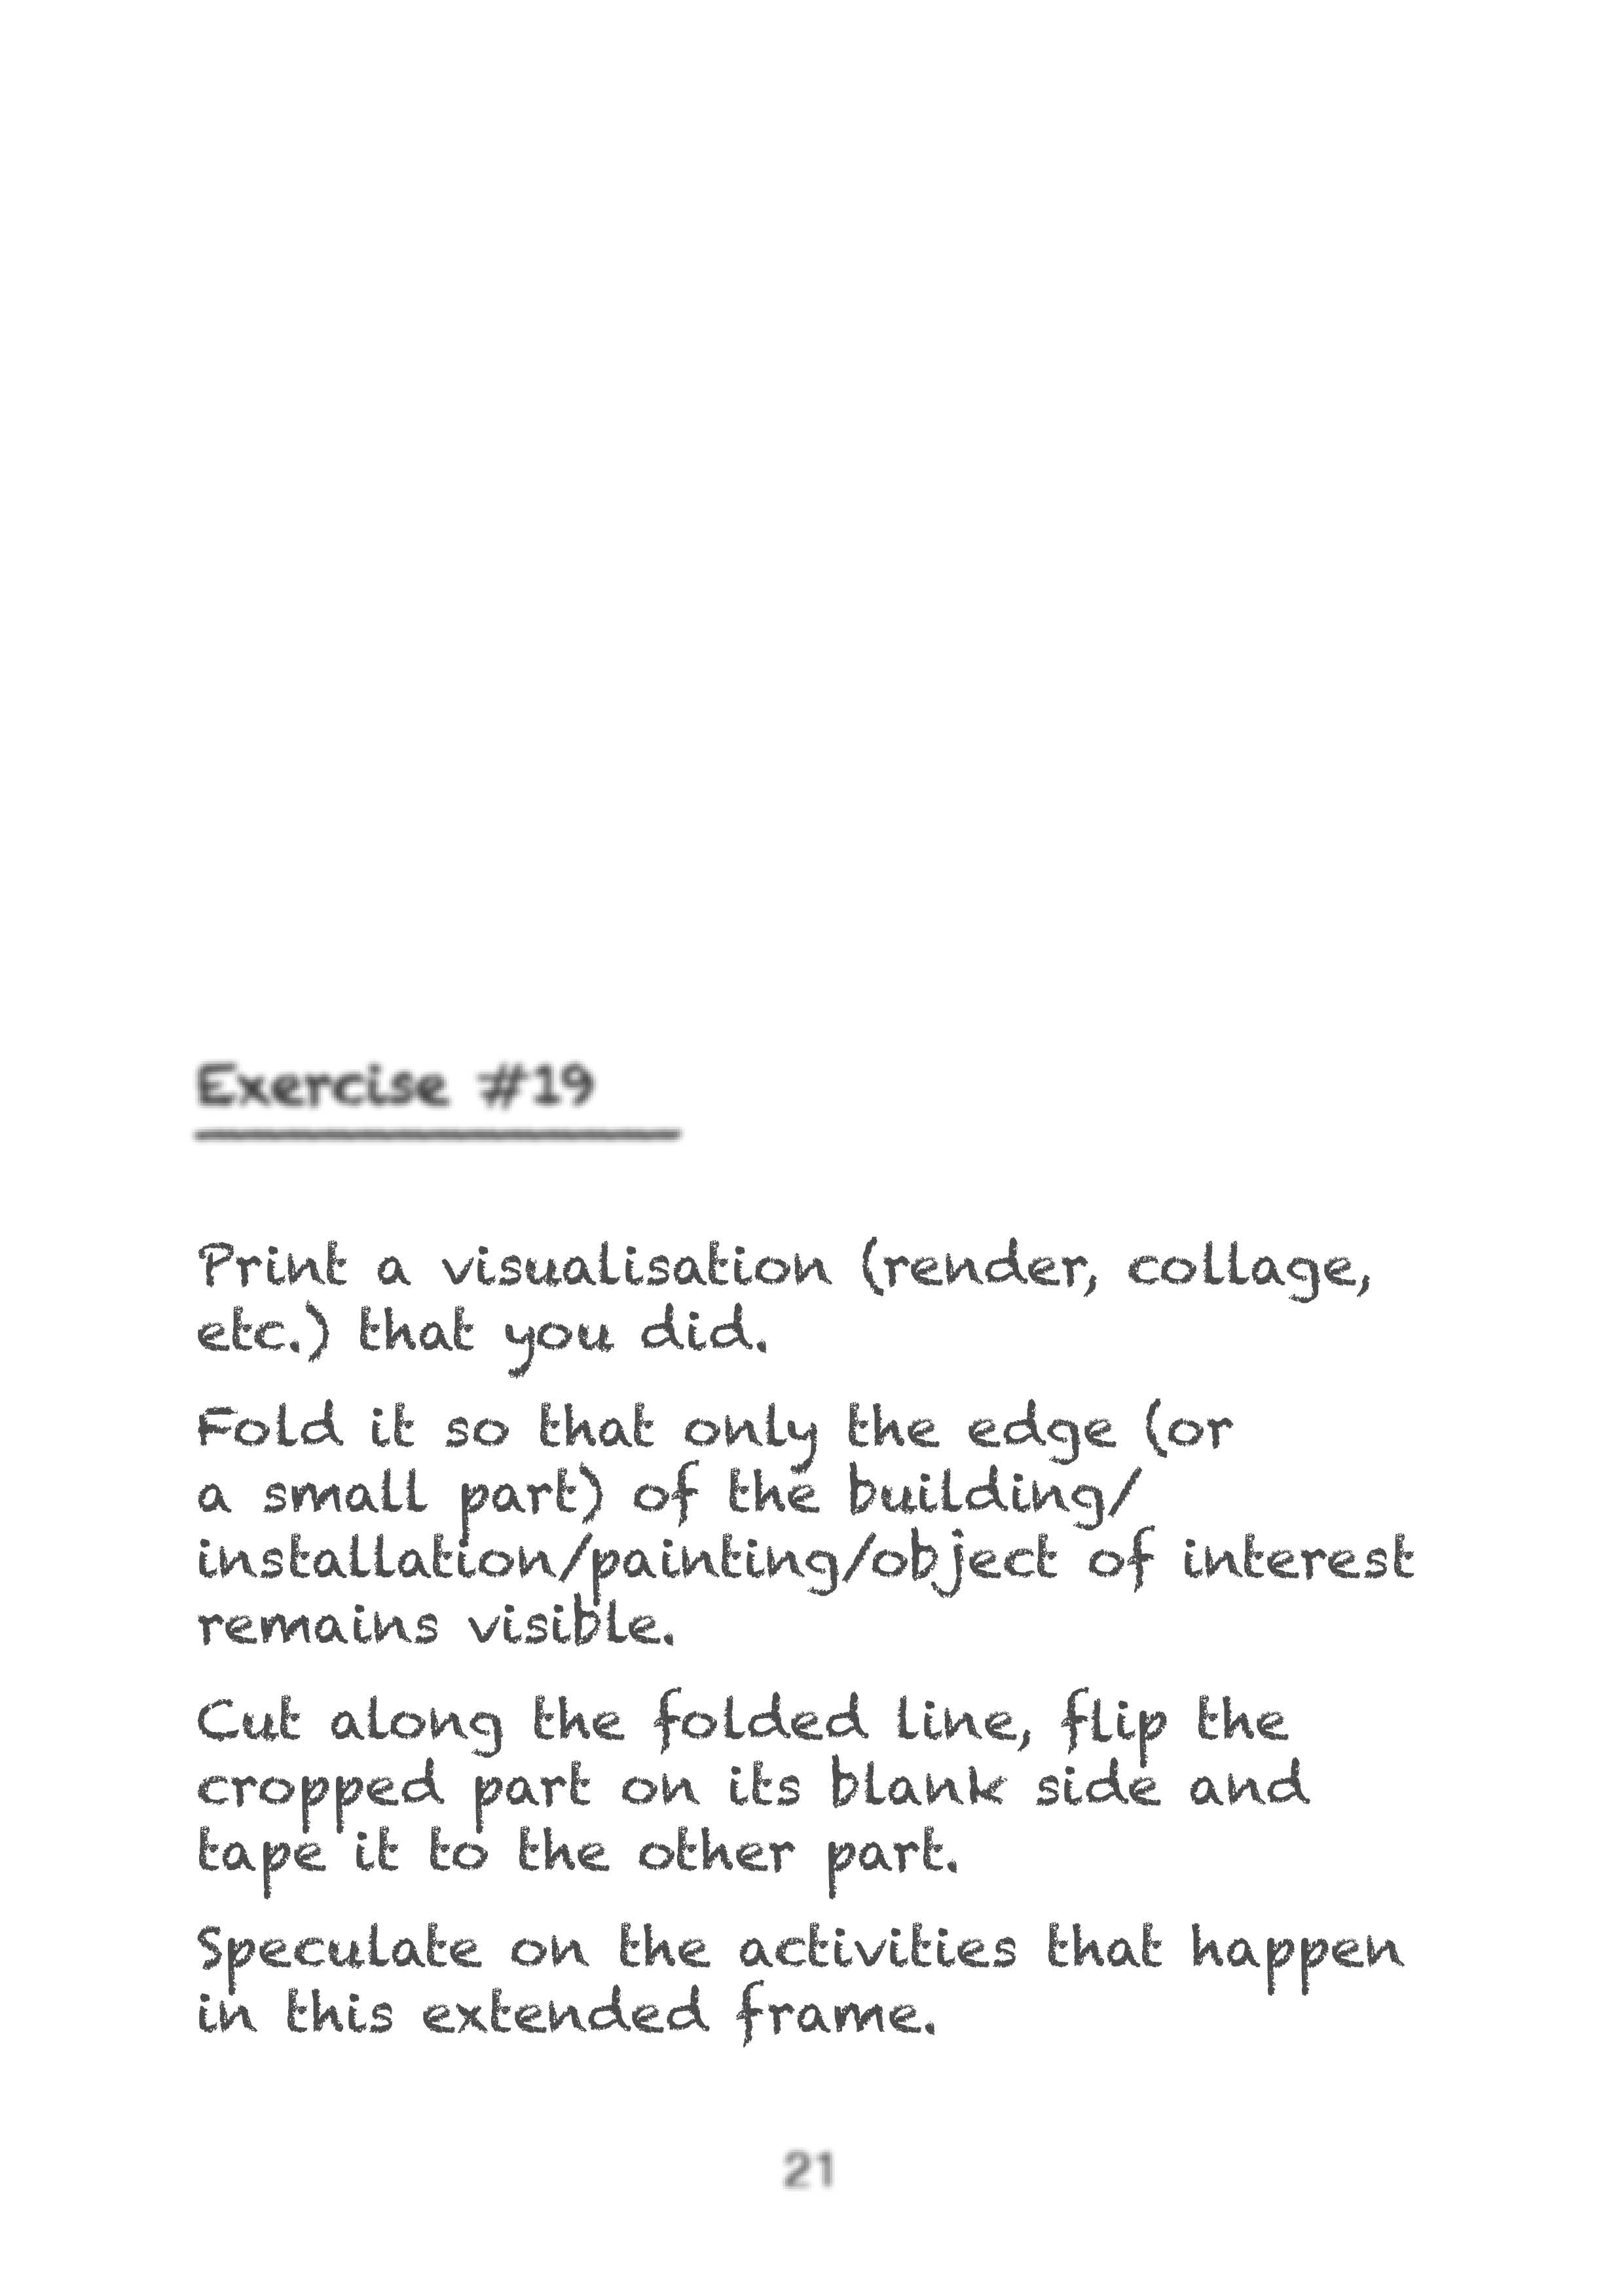 Exercise #19
Print a visualisation (render, collage,
etc.) that you did.
Fold it so that only the edge (or
a small part) of the building/
installation/painting/object of interest
remains visible.
Cut along the folded line, flip the
cropped part on its blank side and
tape it to the other part.
Speculate on the activities that happen
in this extended frame.
21